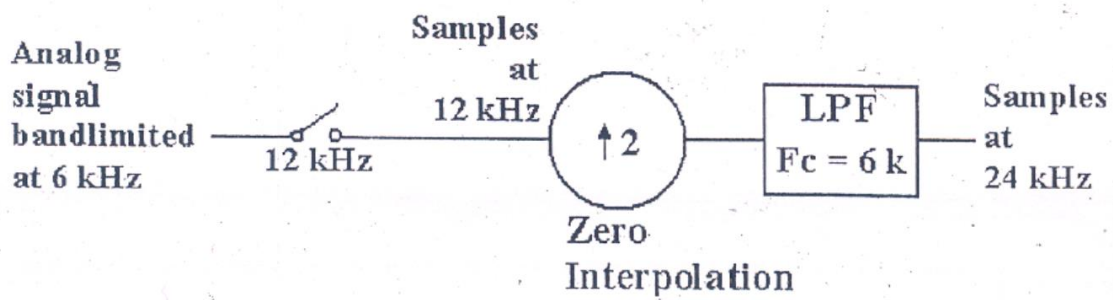 Analog
signal
bandlimited
at 6 kHz
12 kHz
Samples
at
12 kHz
↑2
Zero
Interpolation
LPF
Fc = 6 k
Samples
at
24 kHz